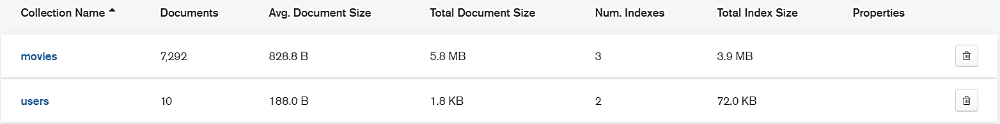 Collection Name Documents Avg. Document Size Total Document Size Num. Indexes Total Index Size Properties
movies 7,292 828.8 B 5.8 MB 3 3.9 MB
users 10 188.0 B 1.8 KB 2 72.0 KB